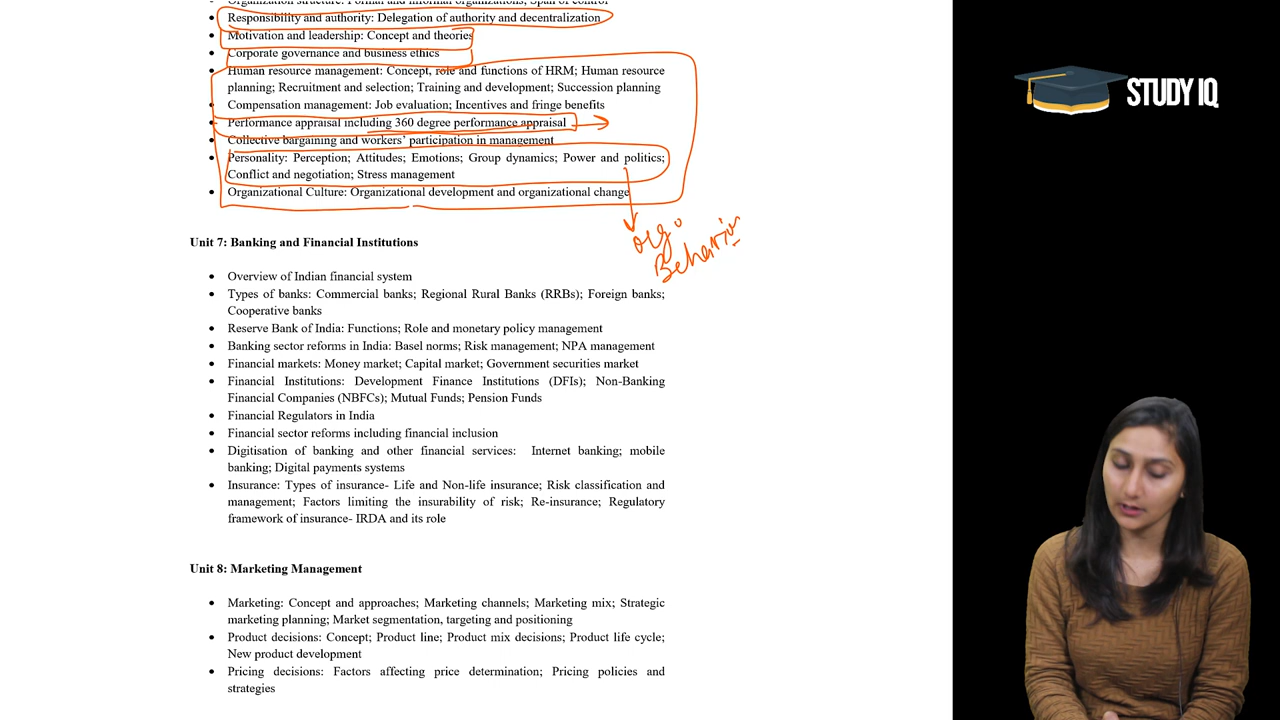 Organization structure: Formal and informal organizations; Span of control
Responsibility and authority: Delegation of authority and decentralization
Motivation and leadership: Concept and theories
Corporate governance and business ethics
Human resource management: Concept, role and functions of HRM; Human resource
planning; Recruitment and selection; Training and development; Succession planning
Compensation management: Job evaluation; Incentives and fringe benefits
Performance appraisal including 360 degree performance appraisal
Collective bargaining and workers' participation in management
Personality: Perception; Attitudes; Emotions; Group dynamics; Power and politics;
Conflict and negotiation; Stress management
Organizational Culture: Organizational development and organizational change
Org.
Behavior
Unit 7: Banking and Financial Institutions
Overview of Indian financial system
Types of banks: Commercial banks; Regional Rural Banks (RRBs); Foreign banks;
Cooperative banks
Reserve Bank of India: Functions; Role and monetary policy management
Banking sector reforms in India: Basel norms; Risk management; NPA management
Financial markets: Money market; Capital market; Government securities market
Financial Institutions: Development Finance Institutions (DFIs); Non-Banking
Financial Companies (NBFCs); Mutual Funds; Pension Funds
Financial Regulators in India
Financial sector reforms including financial inclusion
Digitisation of banking and other financial services: Internet banking; mobile
banking; Digital payments systems
Insurance: Types of insurance- Life and Non-life insurance; Risk classification and
management; Factors limiting the insurability of risk; Re-insurance; Regulatory
framework of insurance- IRDA and its role
Unit 8: Marketing Management
Marketing: Concept and approaches; Marketing channels; Marketing mix; Strategic
marketing planning; Market segmentation, targeting and positioning
Product decisions: Concept; Product line; Product mix decisions; Product life cycle;
New product development
Pricing decisions: Factors affecting price determination; Pricing policies and
strategies
STUDY IQ